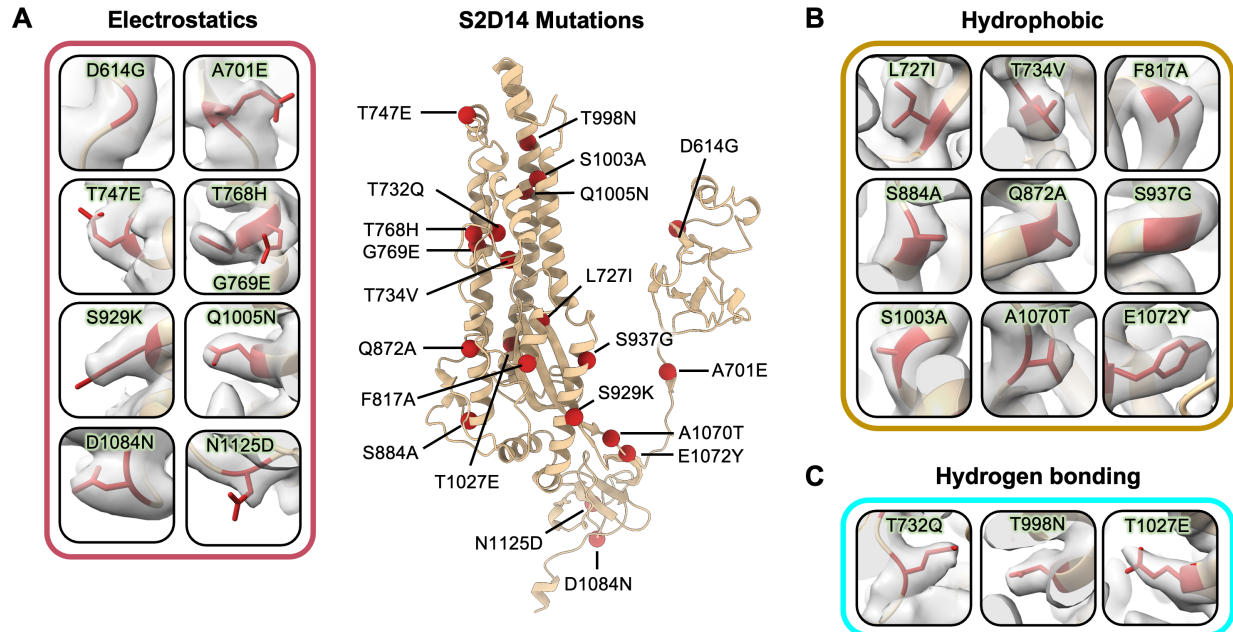 A
Electrostatics
D614G
A701E
T747E
T768H
G769E
S929K
Q1005N
D1084N
N1125D
S2D14 Mutations
T747E
T998N
S1003A
Q1005N
D614G
T732Q
T768H
G769E
T734V
L727I
Q872A
S937G
F817A
A701E
S929K
S884A
A1070T
E1072Y
T1027E
N1125D
D1084N
B
Hydrophobic
L727I
T734V
F817A
S884A
Q872A
S937G
S1003A
A1070T
E1072Y
C
Hydrogen bonding
T732Q
T998N
T1027E